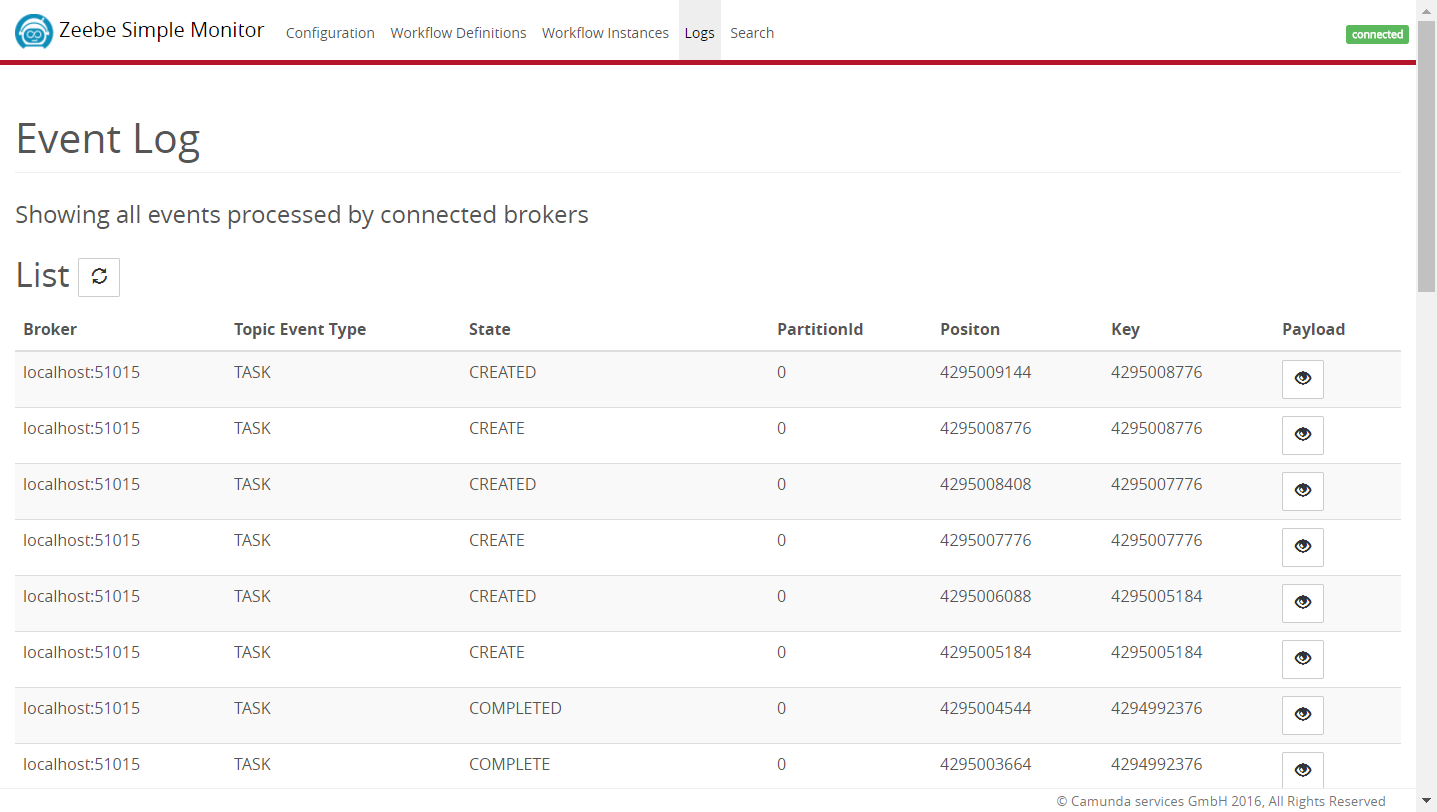 Zeebe Simple Monitor Configuration Workflow Definitions Workflow Instances Logs Search connected
Event Log
Showing all events processed by connected brokers
List
Broker Topic Event Type State PartitionId Positon Key Payload
localhost:51015 TASK CREATED 0 4295009144 4295008776
localhost:51015 TASK CREATE 0 4295008776 4295008776
localhost:51015 TASK CREATED 0 4295008408 4295007776
localhost:51015 TASK CREATE 0 4295007776 4295007776
localhost:51015 TASK CREATED 0 4295006088 4295005184
localhost:51015 TASK CREATE 0 4295005184 4295005184
localhost:51015 TASK COMPLETED 0 4295004544 4294992376
localhost:51015 TASK COMPLETE 0 4295003664 4294992376
© Camunda services GmbH 2016, All Rights Reserved